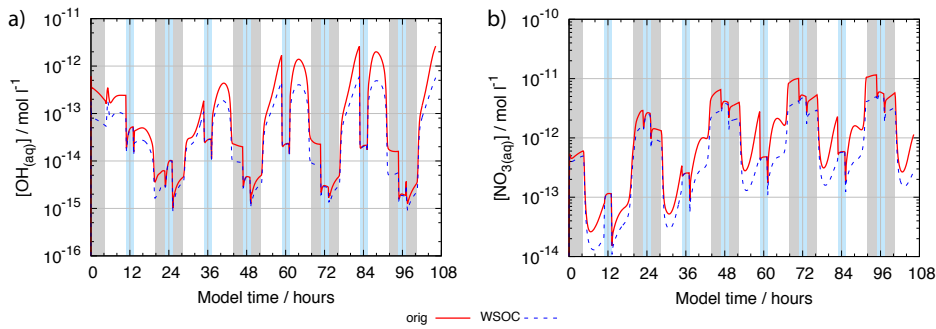 a)
10⁻¹¹
10⁻¹²
10⁻¹³
10⁻¹⁴
10⁻¹⁵
10⁻¹⁶
[OH(aq)] / mol l⁻¹
0 12 24 36 48 60 72 84 96 108
Model time / hours
b)
10⁻¹⁰
10⁻¹¹
10⁻¹²
10⁻¹³
10⁻¹⁴
[NO₃(aq)] / mol l⁻¹
0 12 24 36 48 60 72 84 96 108
Model time / hours
orig WSOC